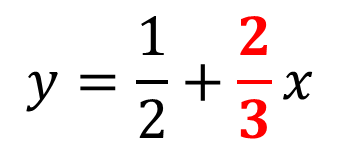 y = 1/2 + 2/3 x